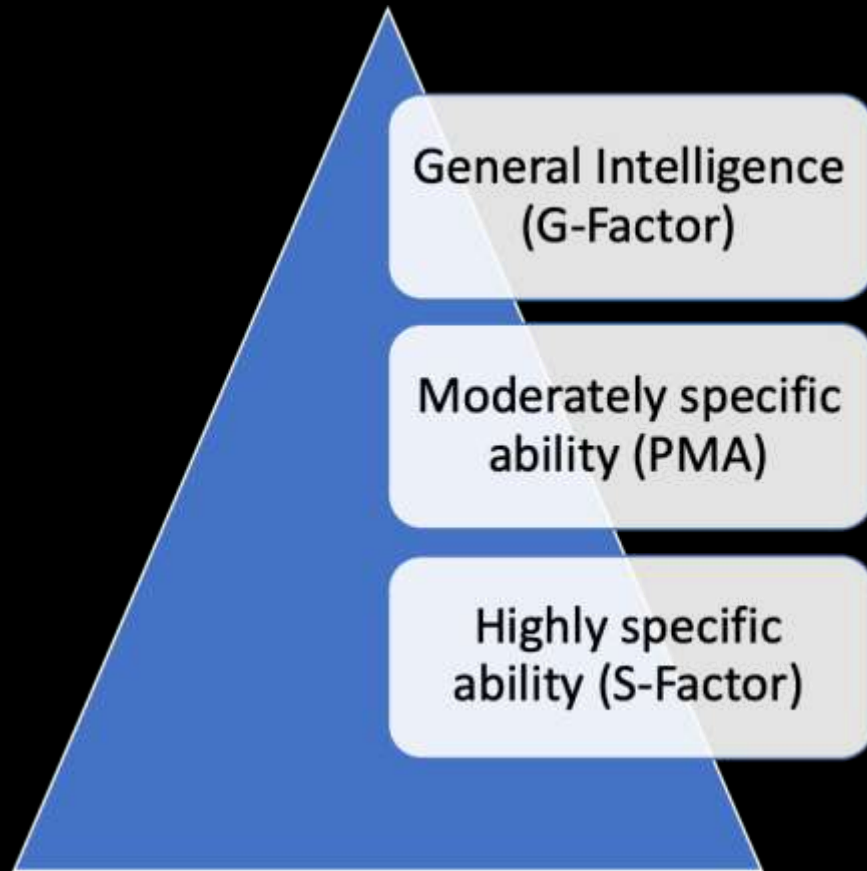 General Intelligence
(G-Factor)
Moderately specific
ability (PMA)
Highly specific
ability (S-Factor)